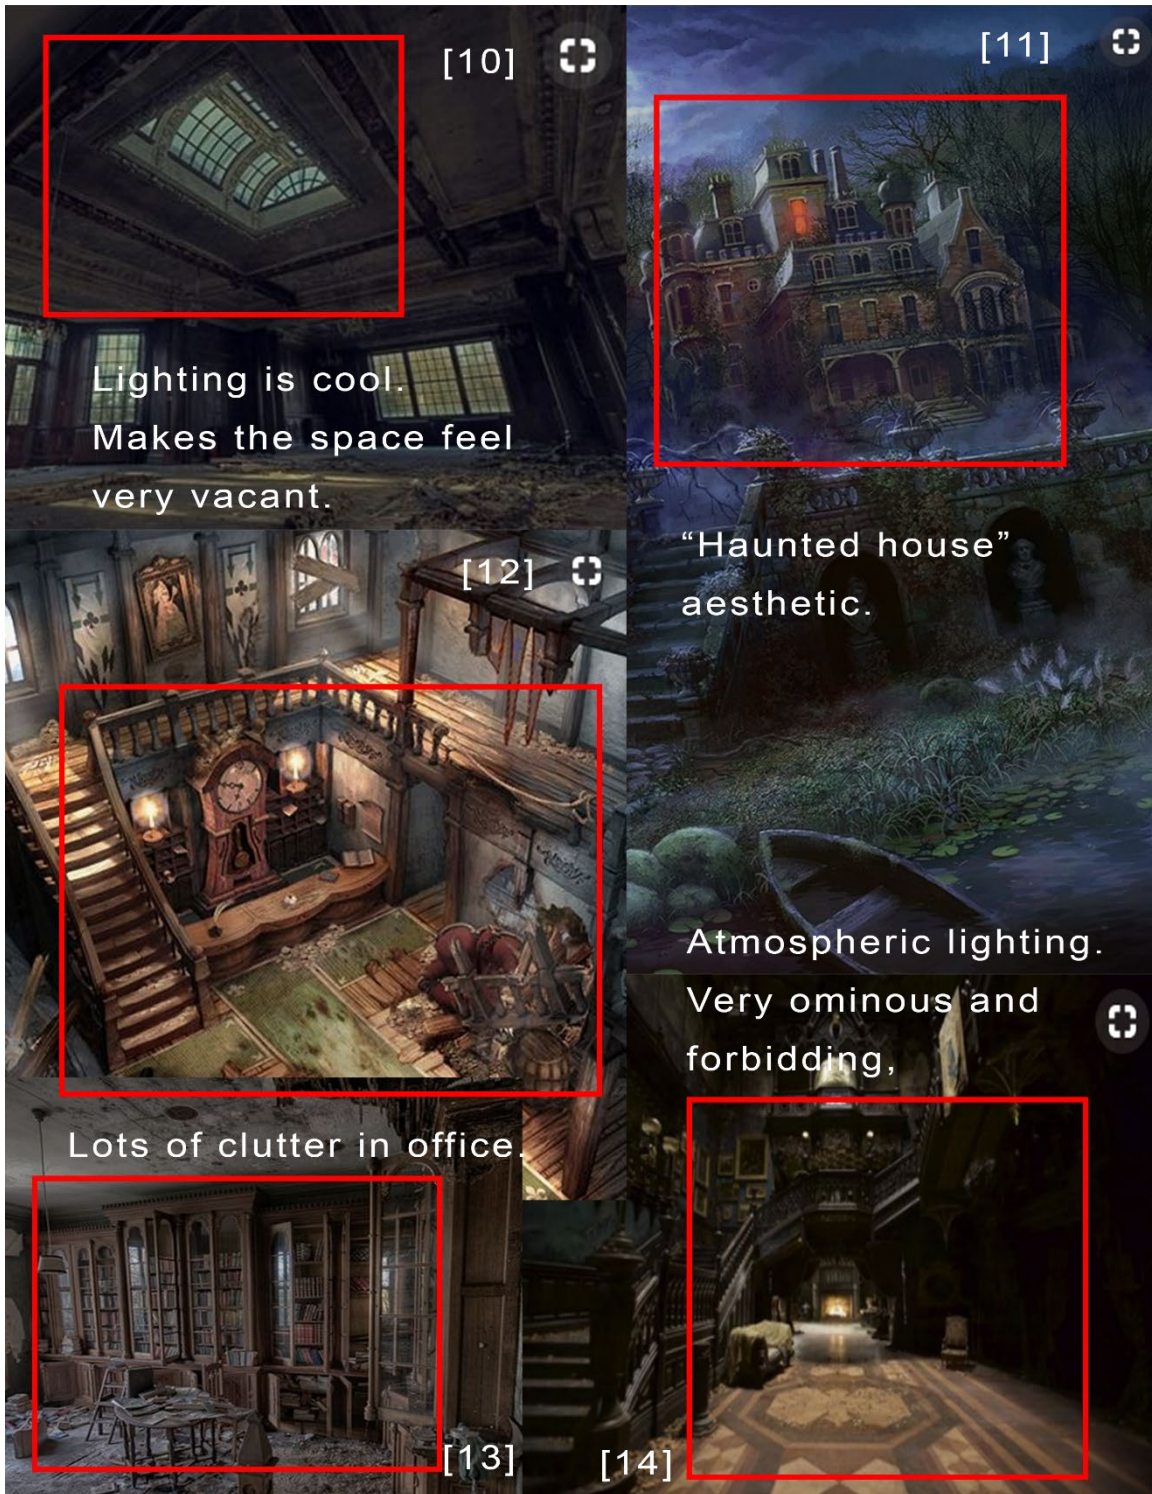 [10]
Lighting is cool.
Makes the space feel
very vacant.
[11]
“Haunted house”
aesthetic.
[12]
Lots of clutter in office.
[13]
Atmospheric lighting.
Very ominous and
forbidding,
[14]